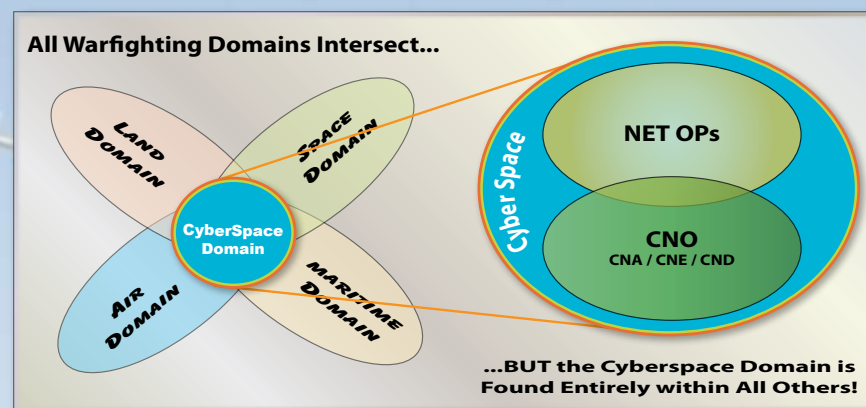 All Warfighting Domains Intersect...
LAND
DOMAIN
SPACE
DOMAIN
CyberSpace
Domain
AIR
DOMAIN
MARITIME
DOMAIN
Cyber Space
NET OPs
CNO
CNA / CNE / CND
...BUT the Cyberspace Domain is
Found Entirely within All Others!